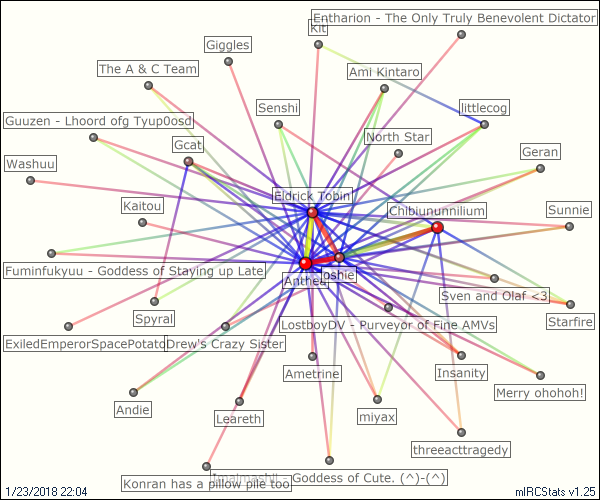 Entharion - The Only Truly Benevolent Dictator
Kit
Giggles
The A & C Team
Ami Kintaro
Senshi
littlecog
Guuzen - Lhoord ofg Tyup0osd
North Star
Gcat
Geran
Washuu
Eldrick Tobin
Kaitou
Chibiununnilium
Sunnie
Fuminfukyuu - Goddess of Staying up Late
Anthea
Joshie
Sven and Olaf <3
Spyral
LostboyDV - Purveyor of Fine AMVs
Starfire
ExiledEmperorSpacePotato
Drew's Crazy Sister
Ametrine
Insanity
Merry ohohoh!
Andie
Leareth
miyax
threeacttragedy
- Goddess of Cute. (^)-(^)
Konran has a pillow pile too
1/23/2018 22:04
mIRCStats v1.25